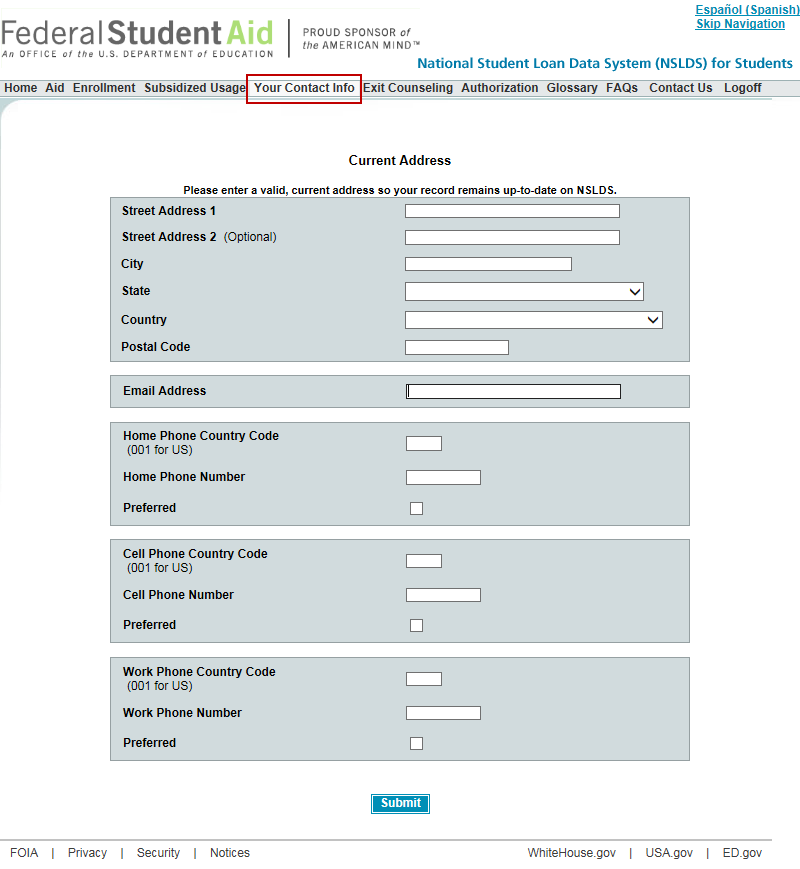 Español (Spanish)
Skip Navigation
Federal Student Aid
An OFFICE of the U.S. DEPARTMENT of EDUCATION
PROUD SPONSOR of
the AMERICAN MIND™
National Student Loan Data System (NSLDS) for Students
Home Aid Enrollment Subsidized Usage Your Contact Info Exit Counseling Authorization Glossary FAQs Contact Us Logoff
Current Address
Please enter a valid, current address so your record remains up-to-date on NSLDS.
Street Address 1
Street Address 2 (Optional)
City
State
Country
Postal Code
Email Address
Home Phone Country Code
(001 for US)
Home Phone Number
Preferred
Cell Phone Country Code
(001 for US)
Cell Phone Number
Preferred
Work Phone Country Code
(001 for US)
Work Phone Number
Preferred
Submit
FOIA | Privacy | Security | Notices WhiteHouse.gov | USA.gov | ED.gov